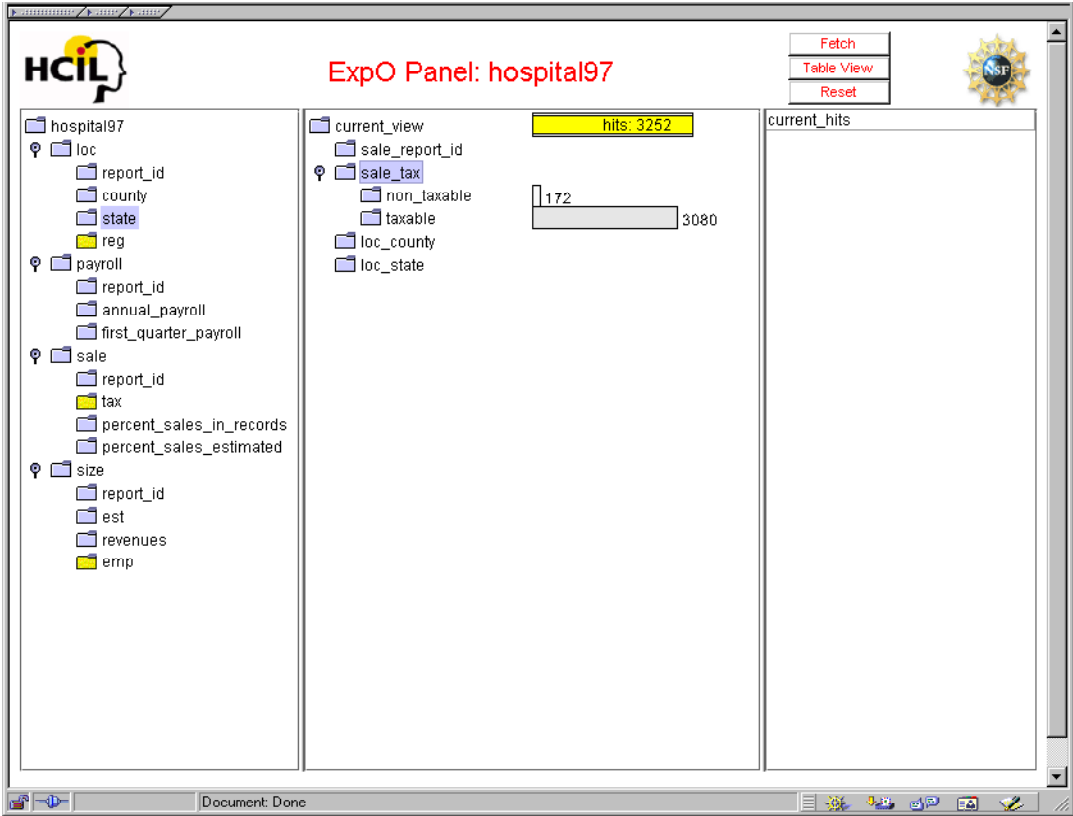 HCIL
ExpO Panel: hospital97
Fetch
Table View
Reset
NSF
hospital97
loc
report_id
county
state
reg
payroll
report_id
annual_payroll
first_quarter_payroll
sale
report_id
tax
percent_sales_in_records
percent_sales_estimated
size
report_id
est
revenues
emp
current_view
hits: 3252
sale_report_id
sale_tax
non_taxable
172
taxable
3080
loc_county
loc_state
current_hits
Document: Done